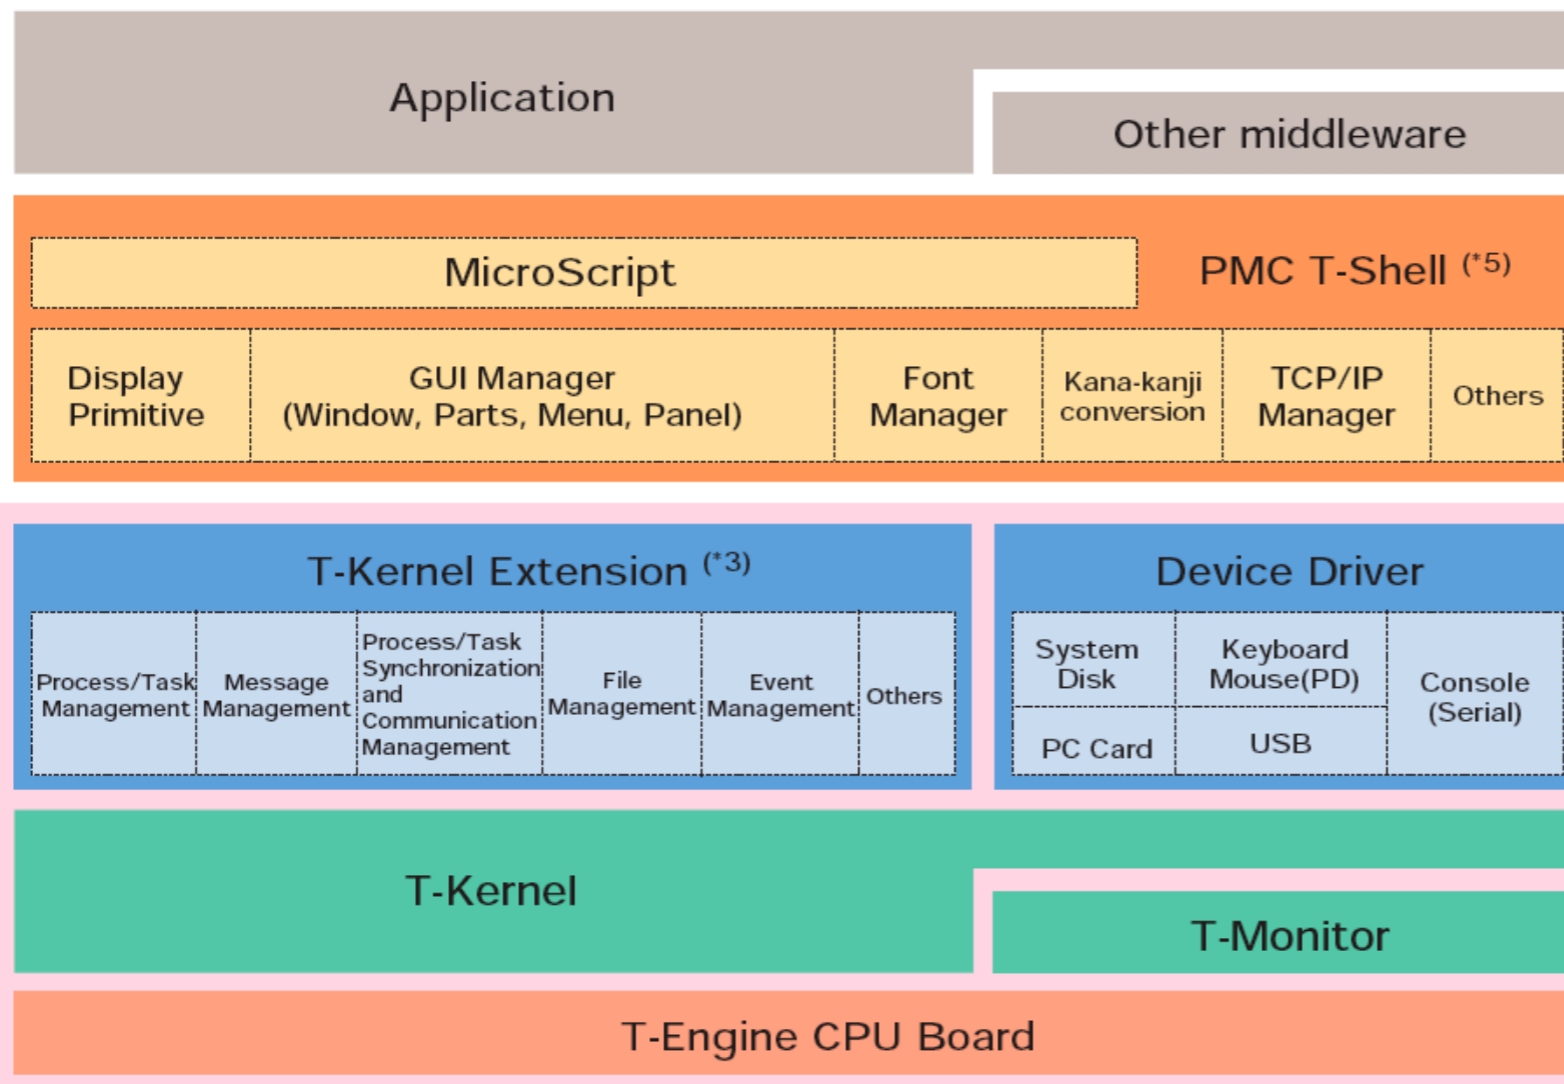 Application
Other middleware
MicroScript
PMC T-Shell (*5)
Display
Primitive
GUI Manager
(Window, Parts, Menu, Panel)
Font
Manager
Kana-kanji
conversion
TCP/IP
Manager
Others
T-Kernel Extension (*3)
Process/Task
Management
Message
Management
Process/Task
Synchronization
and
Communication
Management
File
Management
Event
Management
Others
Device Driver
System
Disk
Keyboard
Mouse(PD)
Console
(Serial)
PC Card
USB
T-Kernel
T-Monitor
T-Engine CPU Board